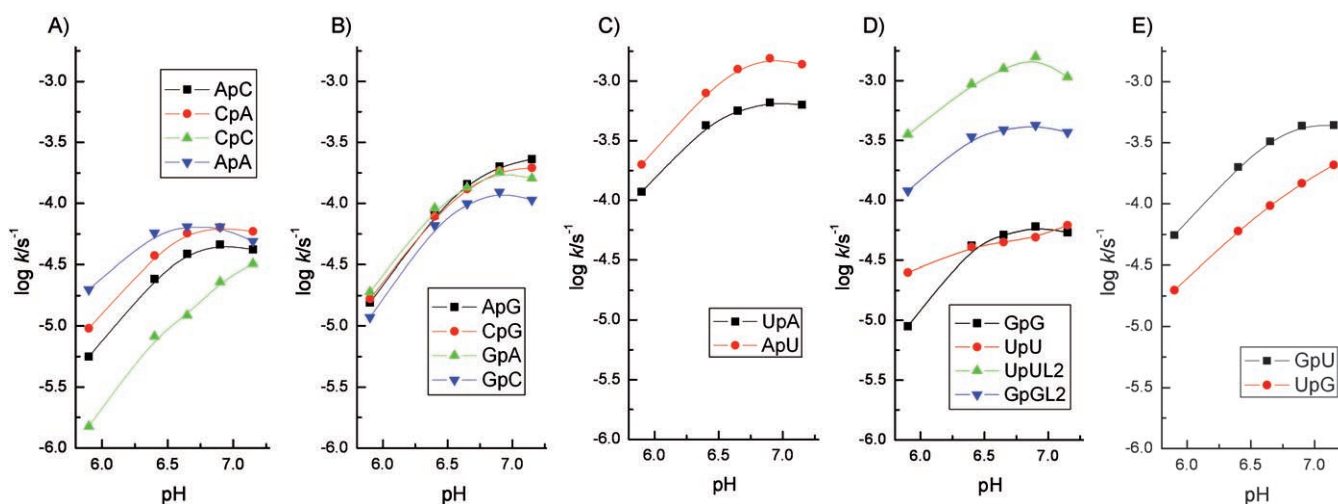 A)
ApC
CpA
CpC
ApA
-3.0
-3.5
-4.0
-4.5
-5.0
-5.5
-6.0
log k/s⁻¹
6.0 6.5 7.0
pH
B)
ApG
CpG
GpA
GpC
-3.0
-3.5
-4.0
-4.5
-5.0
-5.5
-6.0
log k/s⁻¹
6.0 6.5 7.0
pH
C)
UpA
ApU
-3.0
-3.5
-4.0
-4.5
-5.0
-5.5
-6.0
log k/s⁻¹
6.0 6.5 7.0
pH
D)
GpG
UpU
UpUL2
GpGL2
-3.0
-3.5
-4.0
-4.5
-5.0
-5.5
-6.0
log k/s⁻¹
6.0 6.5 7.0
pH
E)
GpU
UpG
-3.0
-3.5
-4.0
-4.5
-5.0
-5.5
-6.0
log k/s⁻¹
6.0 6.5 7.0
pH